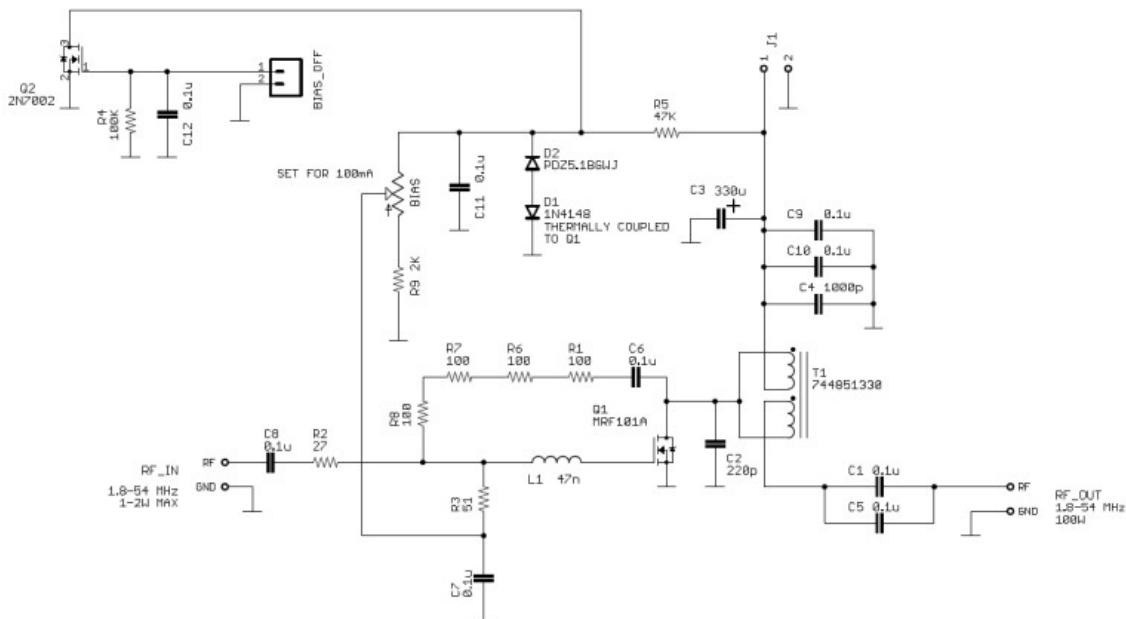 3
1
2
Q2
2N7002
R4
100K
C12
0.1u
1
2
BIAS_OFF
J1
1
2
R5
47K
SET FOR 100mA
BIAS
C11
0.1u
D2
PDZ5.1BGWJ
D1
1N4148
THERMALLY COUPLED
TO Q1
R9 2K
C3 330u
+
C9
0.1u
C10 0.1u
C4 1000p
R7
100
R6
100
R1
100
C6
0.1u
T1
744851330
R8
100
Q1
MRF101A
C8
0.1u
R2
27
C2
220p
RF_IN
RF
GND
1.8-54 MHz
1-2W MAX
L1 47n
R3
51
C1 0.1u
C5 0.1u
RF
GND
RF_OUT
1.8-54 MHz
100W
C7
0.1u